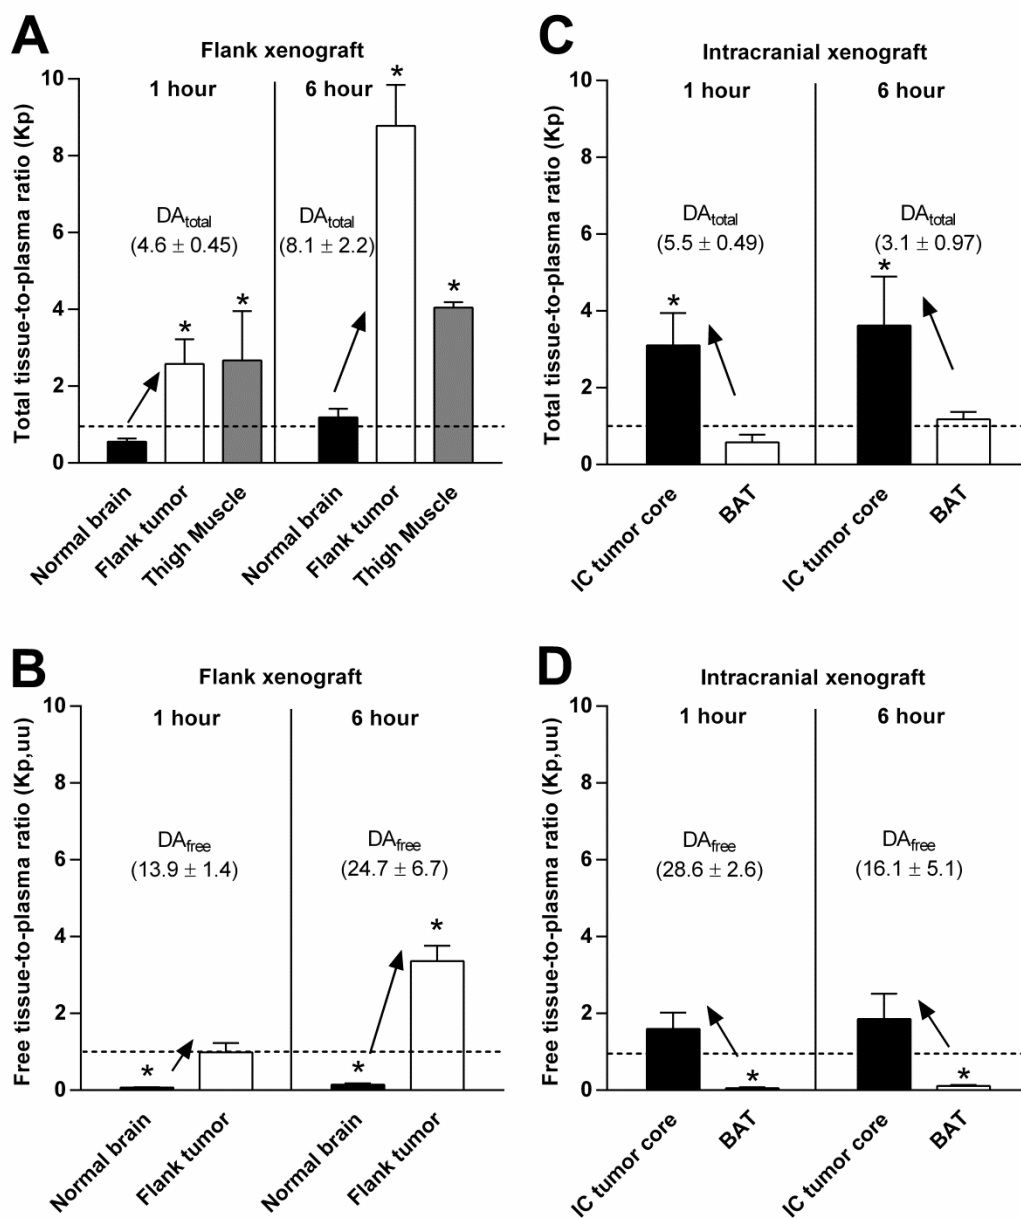 A
Flank xenograft
1 hour
6 hour
Total tissue-to-plasma ratio (Kp)
10
8
6
4
2
0
*
*
*
*
DAtotal
(4.6 ± 0.45)
DAtotal
(8.1 ± 2.2)
Normal brain
Flank tumor
Thigh Muscle
Normal brain
Flank tumor
Thigh Muscle
C
Intracranial xenograft
1 hour
6 hour
Total tissue-to-plasma ratio (Kp)
10
8
6
4
2
0
DAtotal
(5.5 ± 0.49)
DAtotal
(3.1 ± 0.97)
*
*
IC tumor core
BAT
IC tumor core
BAT
B
Flank xenograft
1 hour
6 hour
Free tissue-to-plasma ratio (Kp,uu)
10
8
6
4
2
0
DAfree
(13.9 ± 1.4)
DAfree
(24.7 ± 6.7)
*
*
*
Normal brain
Flank tumor
Normal brain
Flank tumor
D
Intracranial xenograft
1 hour
6 hour
Free tissue-to-plasma ratio (Kp,uu)
10
8
6
4
2
0
DAfree
(28.6 ± 2.6)
DAfree
(16.1 ± 5.1)
*
*
IC tumor core
BAT
IC tumor core
BAT